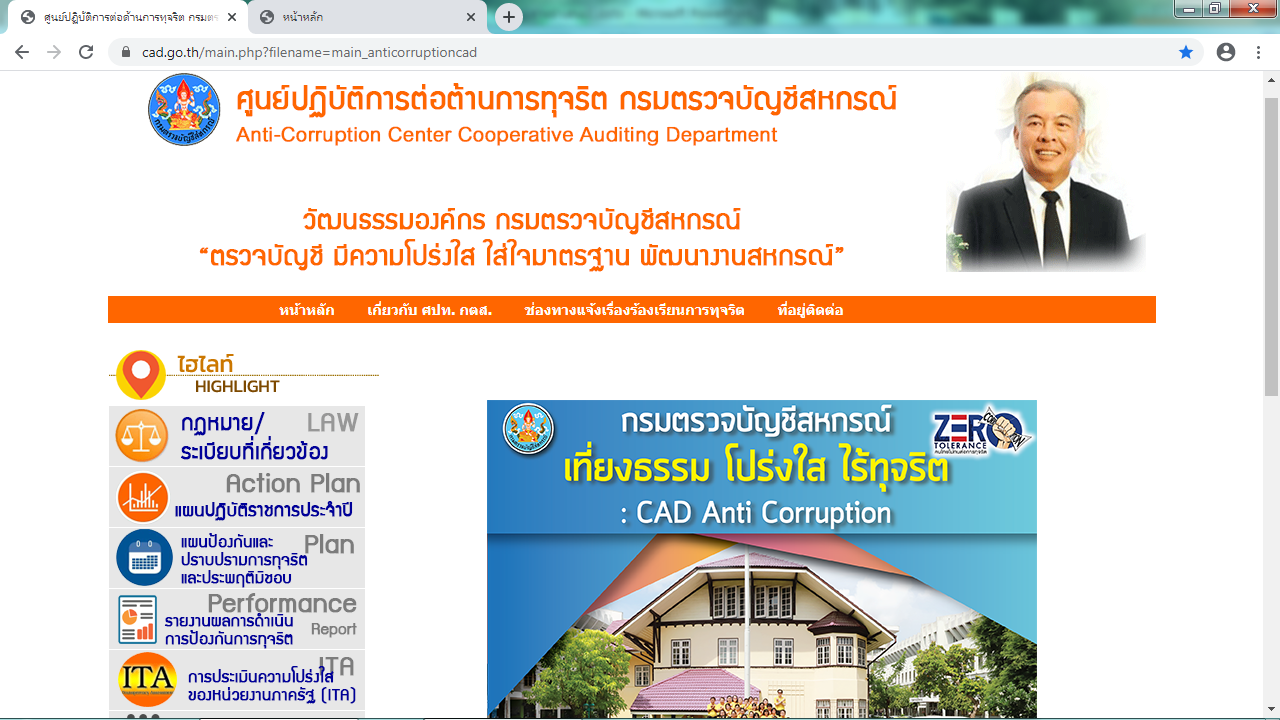 ศูนย์ปฏิบัติการต่อต้านการทุจริต กรมตร
หน้าหลัก
cad.go.th/main.php?filename=main_anticorruptioncad
ศูนย์ปฏิบัติการต่อต้านการทุจริต กรมตรวจบัญชีสหกรณ์
Anti-Corruption Center Cooperative Auditing Department
วัฒนธรรมองค์กร กรมตรวจบัญชีสหกรณ์
“ตรวจบัญชี มีความโปร่งใส ใส่ใจมาตรฐาน พัฒนางานสหกรณ์”
หน้าหลัก เกี่ยวกับ ศปท. กตส. ช่องทางแจ้งเรื่องร้องเรียนการทุจริต ที่อยู่ติดต่อ
ไฮไลท์
HIGHLIGHT
กฎหมาย/ LAW
ระเบียบที่เกี่ยวข้อง
Action Plan
แผนปฏิบัติราชการประจำปี
แผนป้องกันและ Plan
ปราบปรามการทุจริต
และประพฤติมิชอบ
Performance
รายงานผลการดำเนิน Report
การป้องกันการทุจริต
ITA ITA
การประเมินความโปร่งใส
ของหน่วยงานภาครัฐ (ITA)
กรมตรวจบัญชีสหกรณ์
ZERO
TOLERANCE
คนไทยไม่ทนต่อการทุจริต
เที่ยงธรรม โปร่งใส ไร้ทุจริต
: CAD Anti Corruption